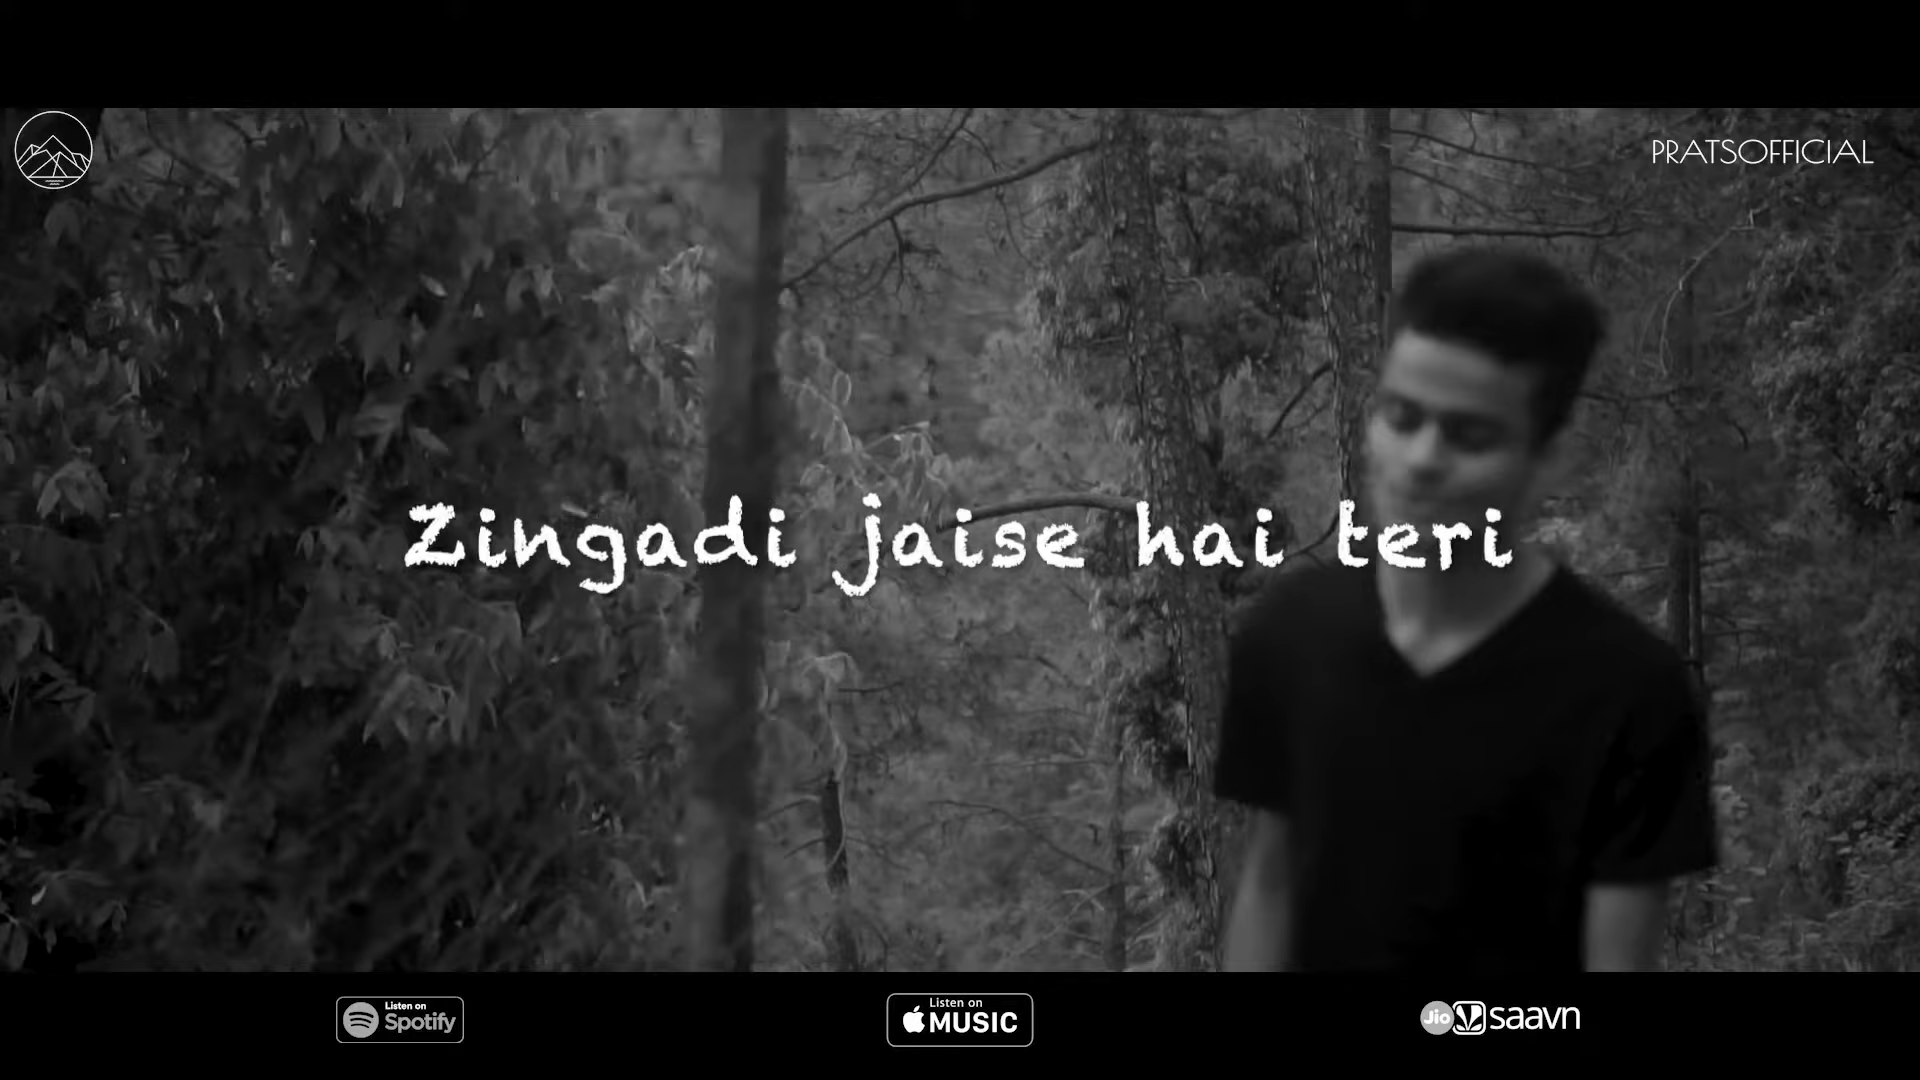 PRATSOFFICIAL
Zingadi jaise hai teri
Listen on
Spotify
Listen on
MUSIC
Jio saavn